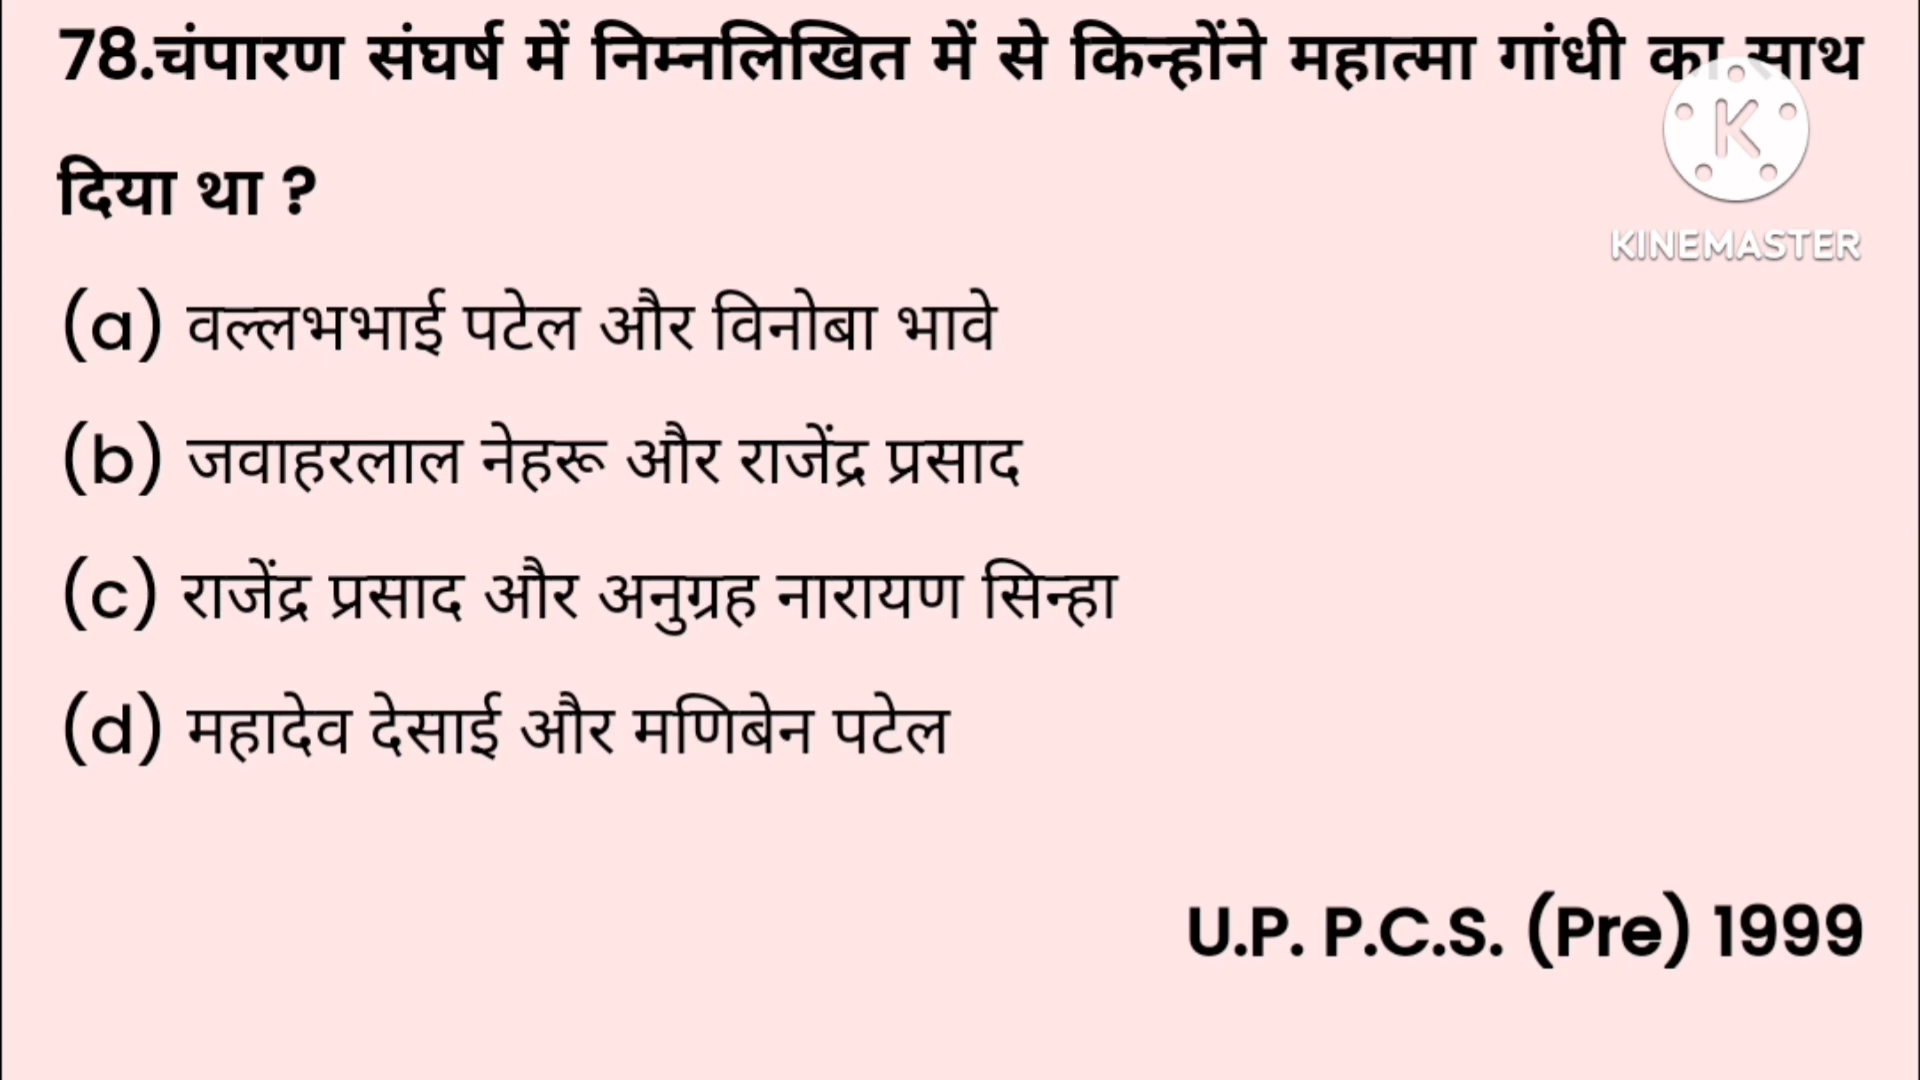 78.चंपारण संघर्ष में निम्नलिखित में से किन्होंने महात्मा गांधी का साथ
दिया था ?
K
KINEMASTER
(a) वल्लभभाई पटेल और विनोबा भावे
(b) जवाहरलाल नेहरू और राजेंद्र प्रसाद
(c) राजेंद्र प्रसाद और अनुग्रह नारायण सिन्हा
(d) महादेव देसाई और मणिबेन पटेल
U.P. P.C.S. (Pre) 1999